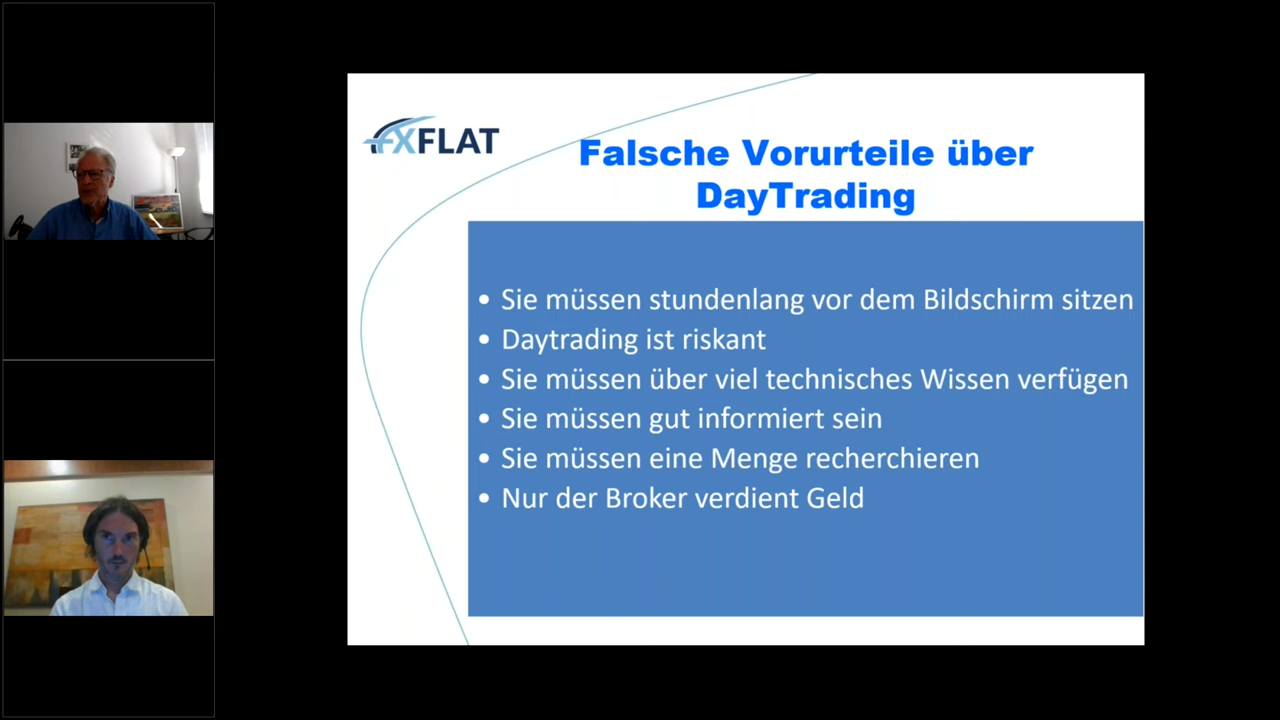 FXFLAT
Falsche Vorurteile über
DayTrading
• Sie müssen stundenlang vor dem Bildschirm sitzen
• Daytrading ist riskant
• Sie müssen über viel technisches Wissen verfügen
• Sie müssen gut informiert sein
• Sie müssen eine Menge recherchieren
• Nur der Broker verdient Geld